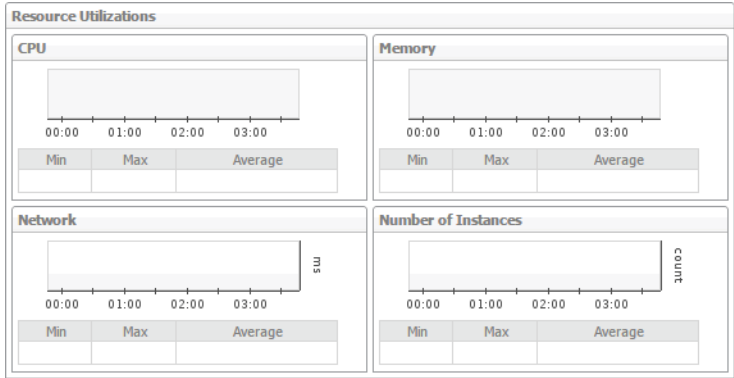 Resource Utilizations
CPU
00:00 01:00 02:00 03:00
Min Max Average
Memory
00:00 01:00 02:00 03:00
Min Max Average
Network
ms
00:00 01:00 02:00 03:00
Min Max Average
Number of Instances
count
00:00 01:00 02:00 03:00
Min Max Average